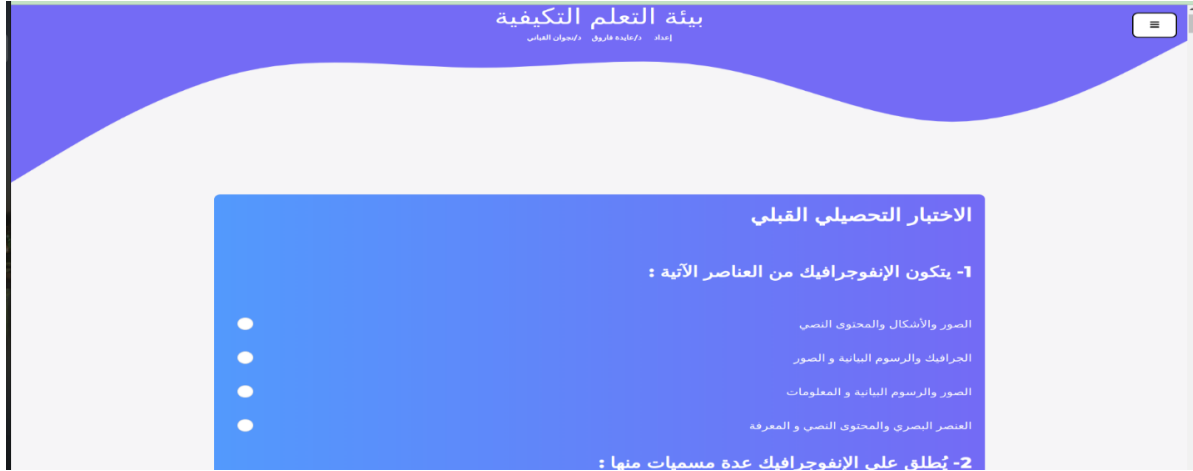 بيئة التعلم التكيفية
إعداد د/عايدة فاروق د/نجوان القباني
الاختبار التحصيلي القبلي
1- يتكون الإنفوجرافيك من العناصر الآتية :
الصور والأشكال والمحتوى النصي
الجرافيك والرسوم البيانية و الصور
الصور والرسوم البيانية و المعلومات
العنصر البصري والمحتوى النصي و المعرفة
2- يُطلق على الإنفوجرافيك عدة مسميات منها :